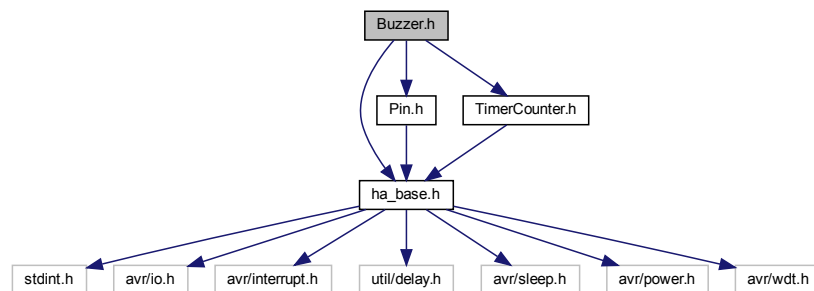 Buzzer.h
Pin.h
TimerCounter.h
ha_base.h
stdint.h
avr/io.h
avr/interrupt.h
util/delay.h
avr/sleep.h
avr/power.h
avr/wdt.h